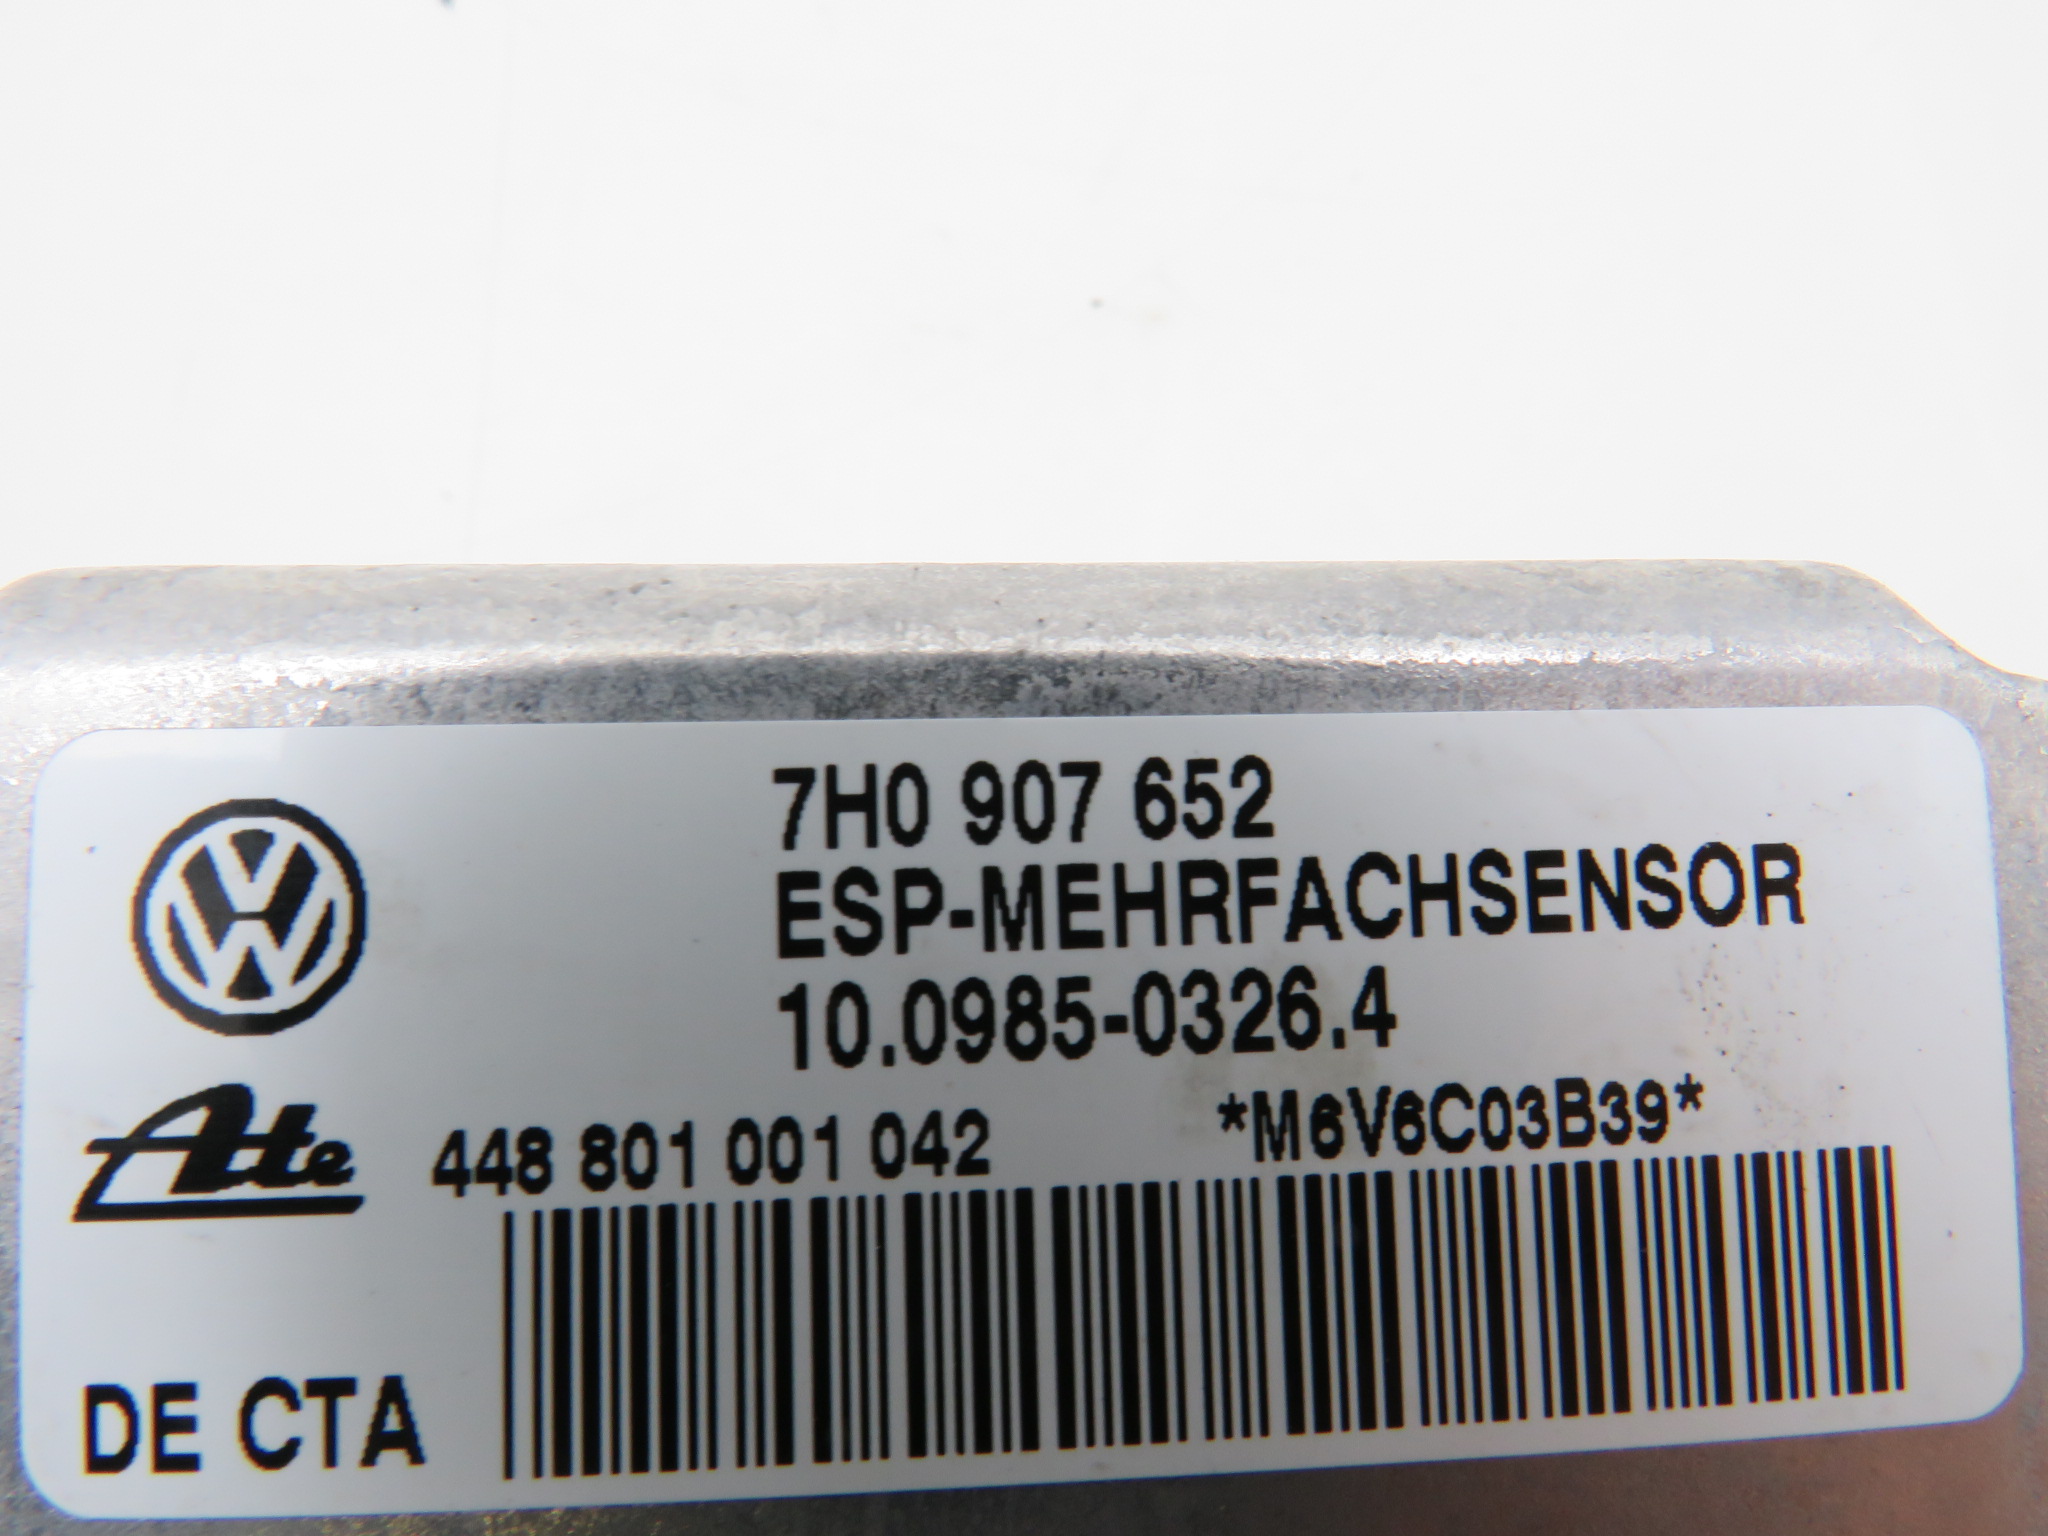 7H0 907 652
ESP-MEHRFACHSENSOR
10.0985-0326.4
Ate 448 801 001 042 *M6V6C03B39*
DE CTA